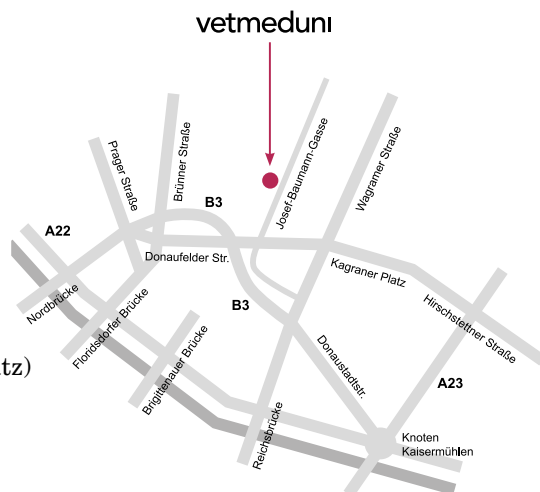 vetmeduni
Prager Straße
Brünner Straße
Josef-Baumann-Gasse
Wagramer Straße
B3
A22
Donaufelder Str.
Kagraner Platz
Nordbrücke
Floridsdorfer Brücke
B3
Hirschstettner Straße
Brigittenauer Brücke
Donaustadtstr.
tz)
A23
Reichsbrücke
Knoten
Kaisermühlen